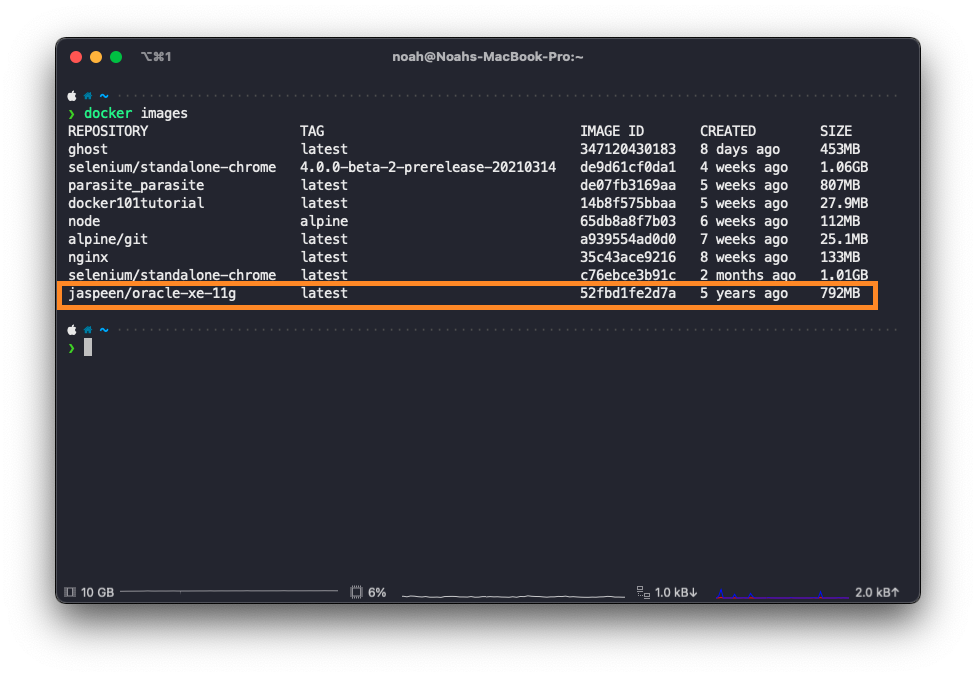 ⌥⌘1 noah@Noahs-MacBook-Pro:~
~
❯ docker images
REPOSITORY TAG IMAGE ID CREATED SIZE
ghost latest 347120430183 8 days ago 453MB
selenium/standalone-chrome 4.0.0-beta-2-prerelease-20210314 de9d61cf0da1 4 weeks ago 1.06GB
parasite_parasite latest de07fb3169aa 5 weeks ago 807MB
docker101tutorial latest 14b8f575bbaa 5 weeks ago 27.9MB
node alpine 65db8a8f7b03 6 weeks ago 112MB
alpine/git latest a939554ad0d0 7 weeks ago 25.1MB
nginx latest 35c43ace9216 8 weeks ago 133MB
selenium/standalone-chrome latest c76ebce3b91c 2 months ago 1.01GB
jaspeen/oracle-xe-11g latest 52fbd1fe2d7a 5 years ago 792MB
~
❯
10 GB 6% 1.0 kB↓ 2.0 kB↑